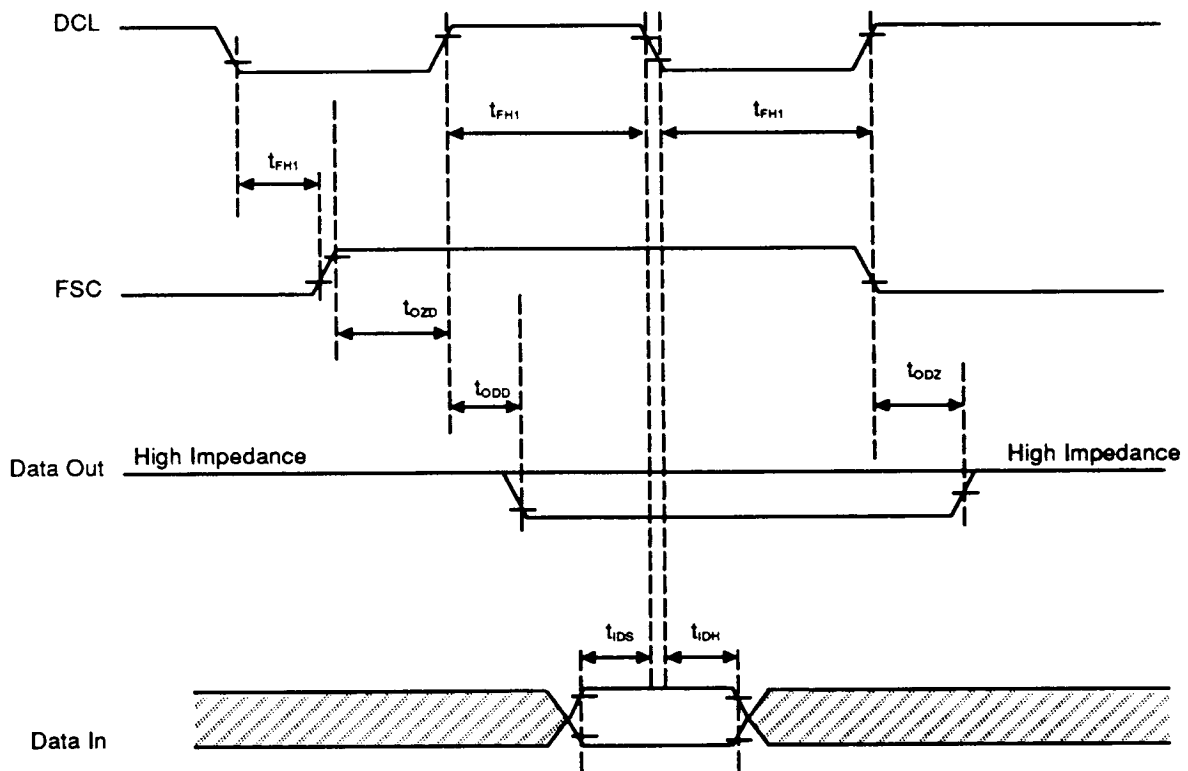 DCL
tFH1
tFH1
tFH1
FSC
tOZD
tODD
tODZ
High Impedance
High Impedance
Data Out
tIDS
tIDH
Data In